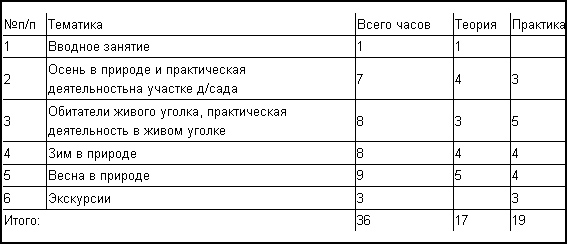 №п/п Тематика Всего часов Теория Практика
1 Вводное занятие 1 1
Осень в природе и практическая
2 7 4 3
деятельностьна участке д/сада
Обитатели живого уголка, практическая
3 8 3 5
деятельность в живом уголке
4 Зим в природе 8 4 4
5 Весна в природе 9 5 4
6 Экскурсии 3 3
Итого: 36 17 19